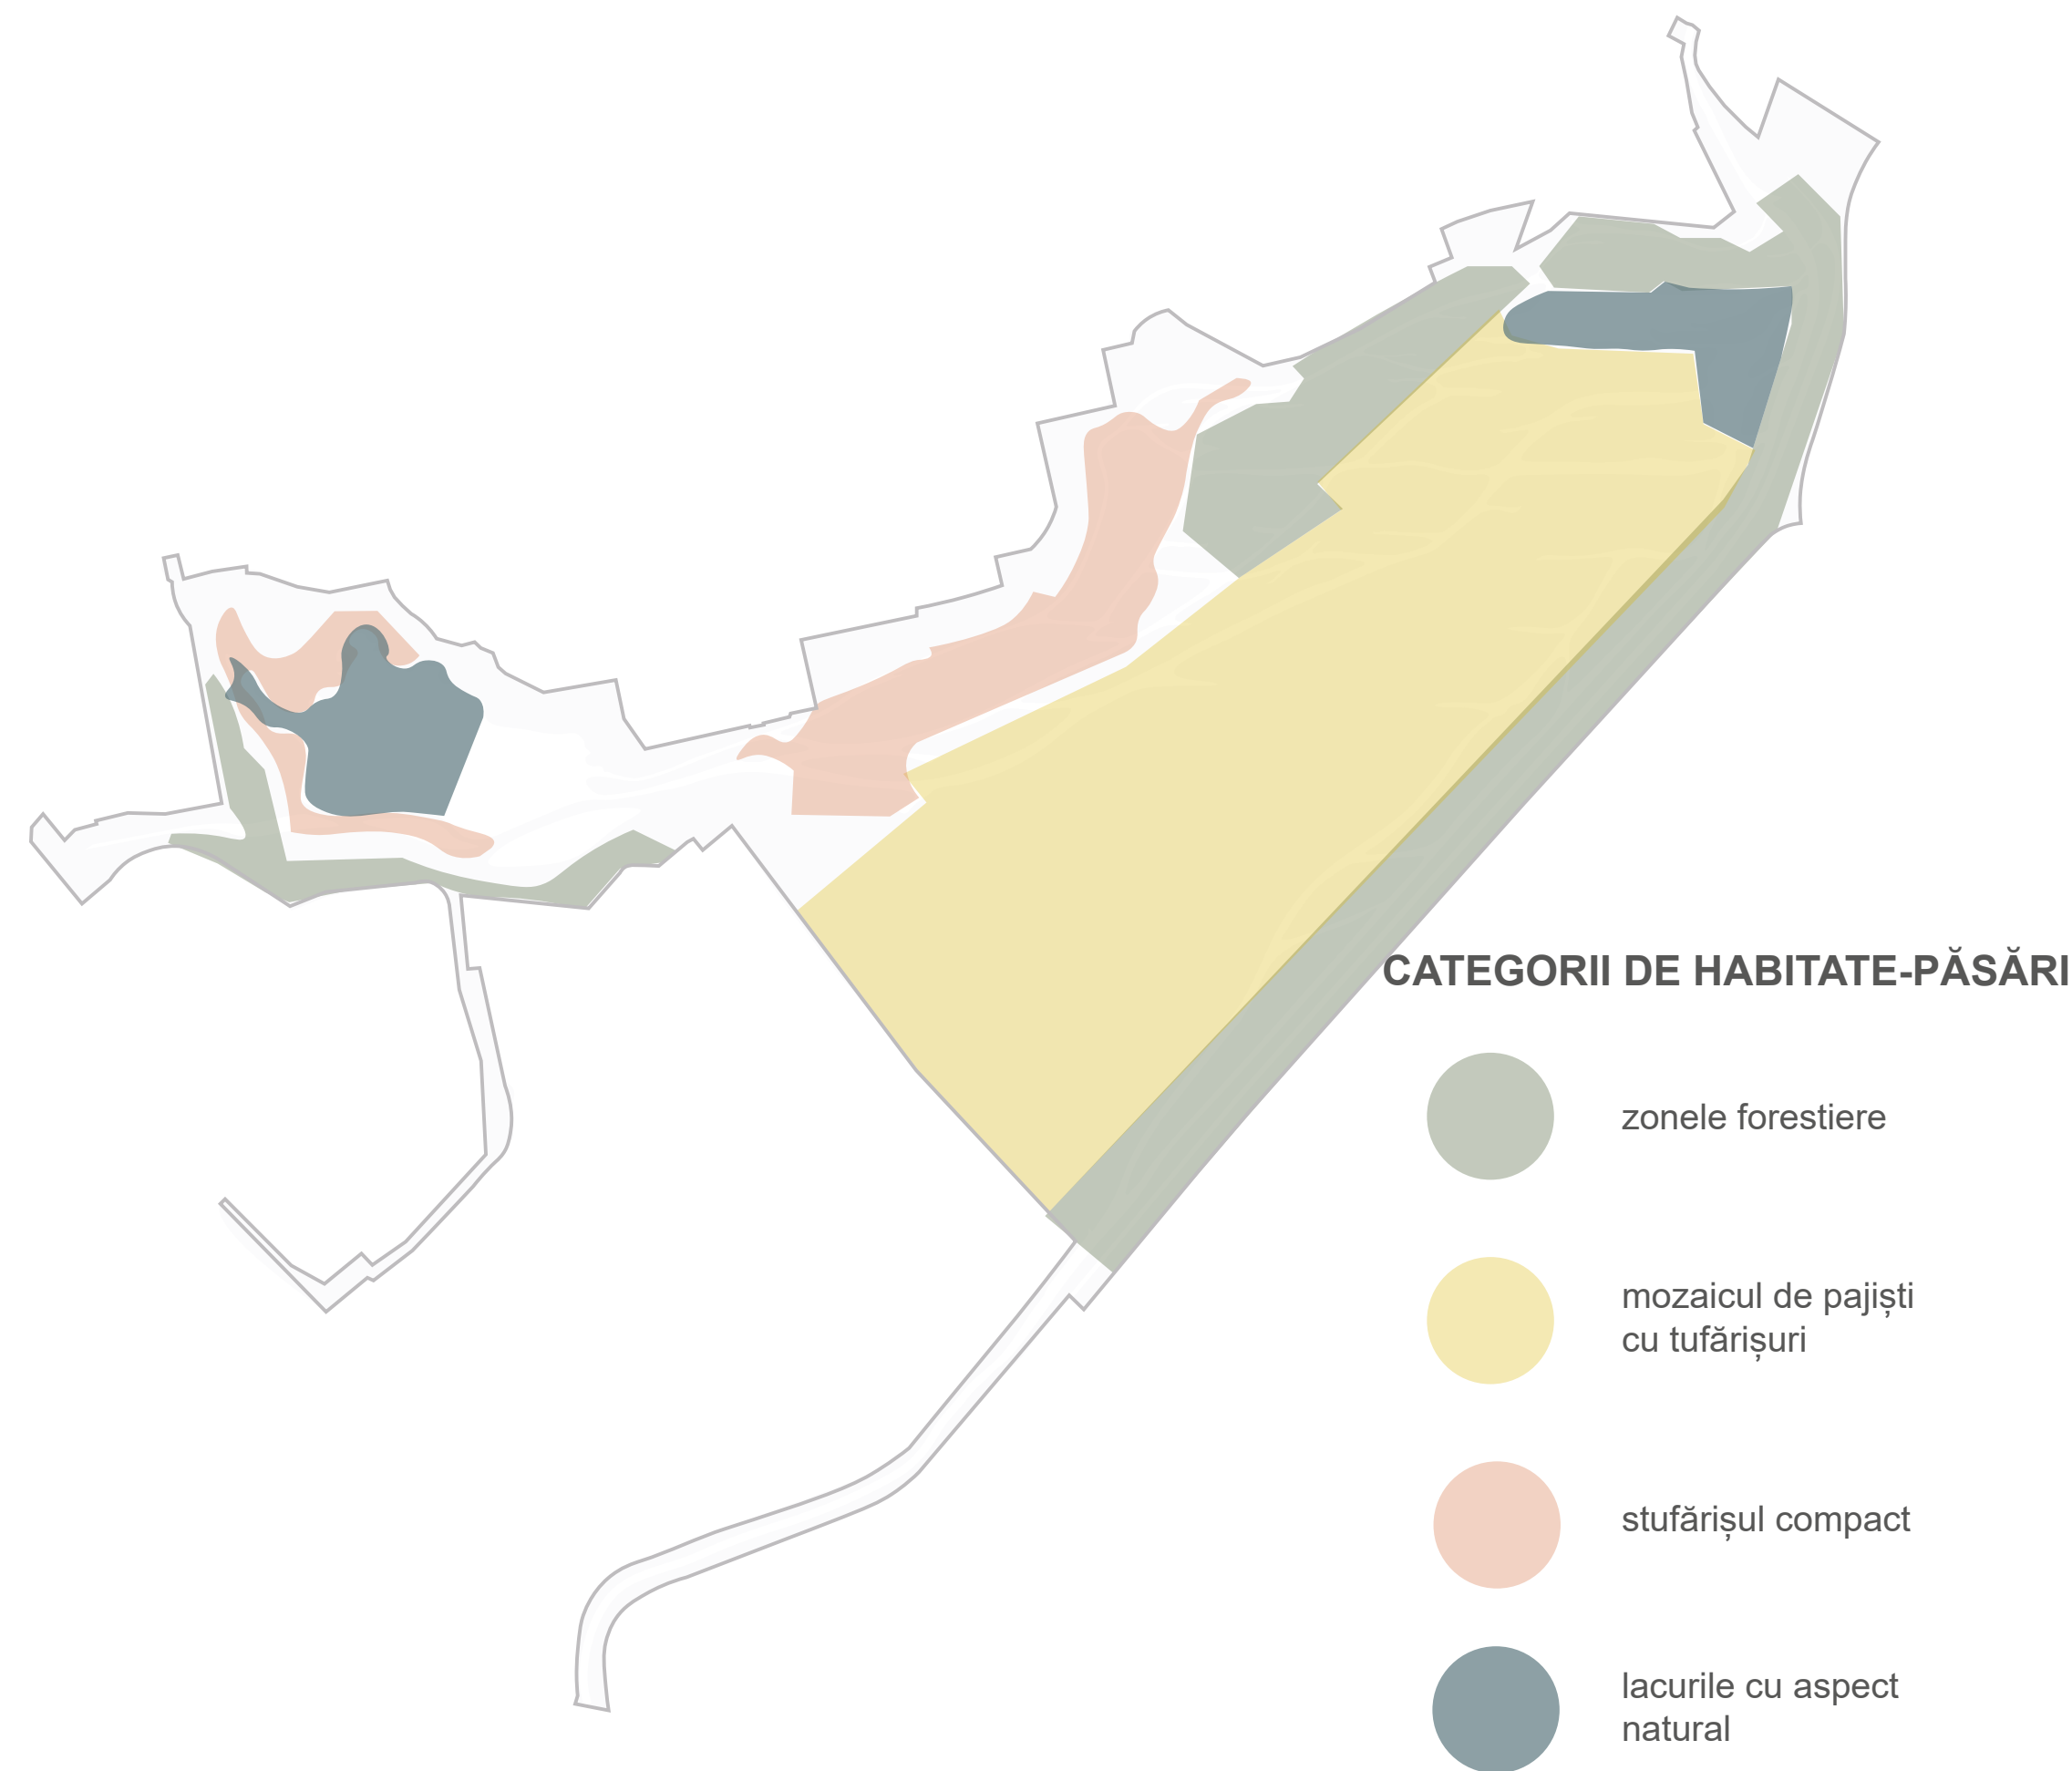 CATEGORII DE HABITATE-PĂSĂRI
zonele forestiere
mozaicul de pajiști
cu tufărișuri
stufărișul compact
lacurile cu aspect
natural